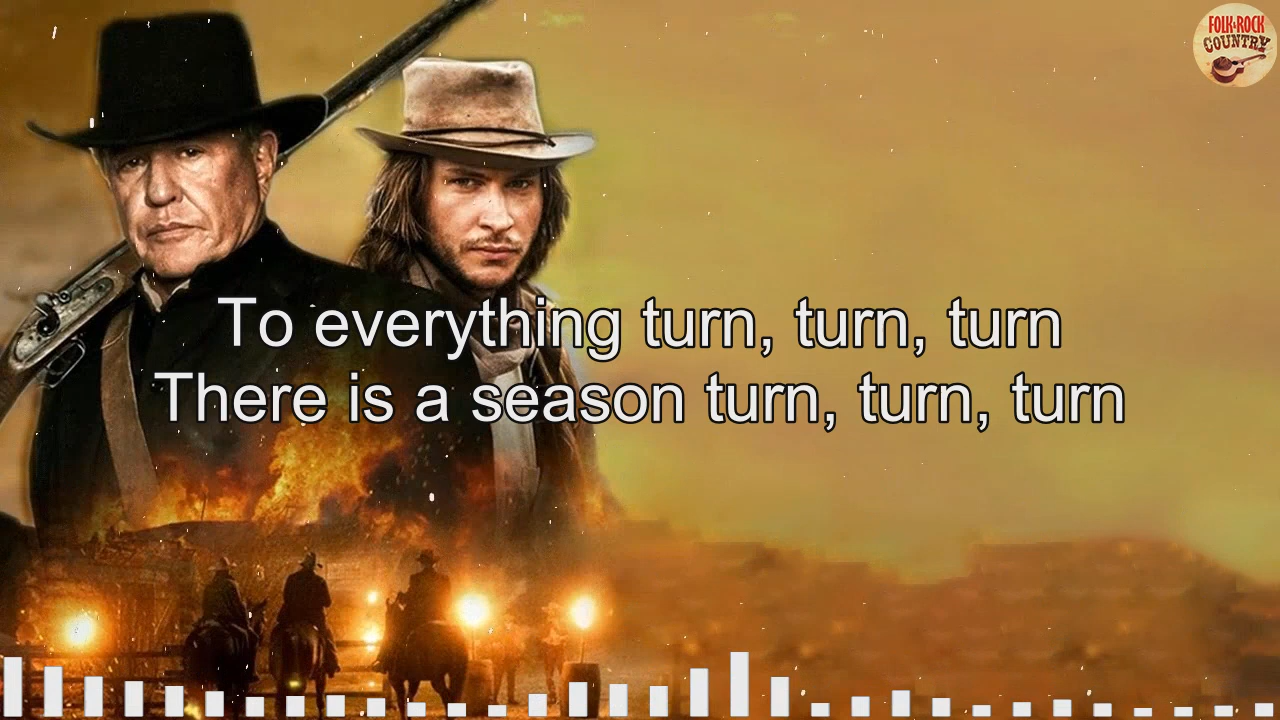 FOLK&ROCK
COUNTRY
To everything turn, turn, turn
There is a season turn, turn, turn